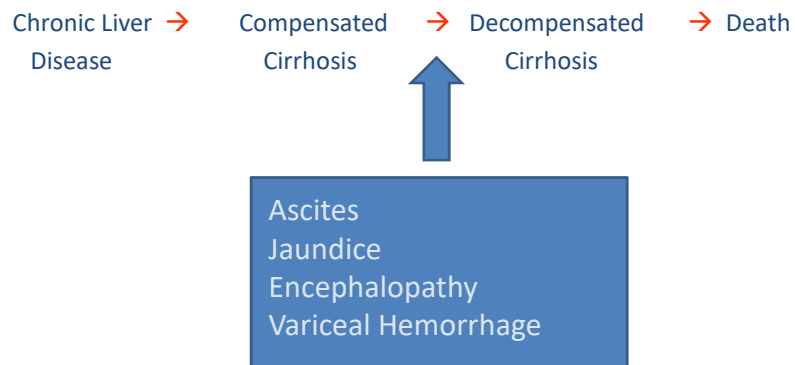 Chronic Liver → Compensated → Decompensated → Death
Disease Cirrhosis Cirrhosis
Ascites
Jaundice
Encephalopathy
Variceal Hemorrhage